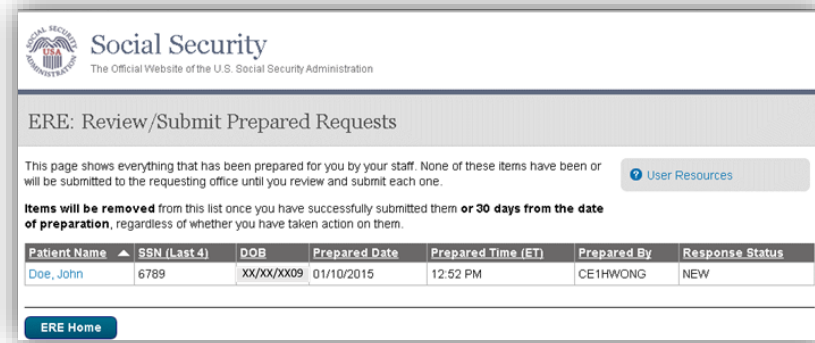 SOCIAL SECURITY
USA
ADMINISTRATION
Social Security
The Official Website of the U.S. Social Security Administration
ERE: Review/Submit Prepared Requests
This page shows everything that has been prepared for you by your staff. None of these items have been or
will be submitted to the requesting office until you review and submit each one.
User Resources
Items will be removed from this list once you have successfully submitted them or 30 days from the date
of preparation, regardless of whether you have taken action on them.
Patient Name SSN (Last 4) DOB Prepared Date Prepared Time (ET) Prepared By Response Status
Doe, John 6789 XX/XX/XX09 01/10/2015 12:52 PM CE1HWONG NEW
ERE Home